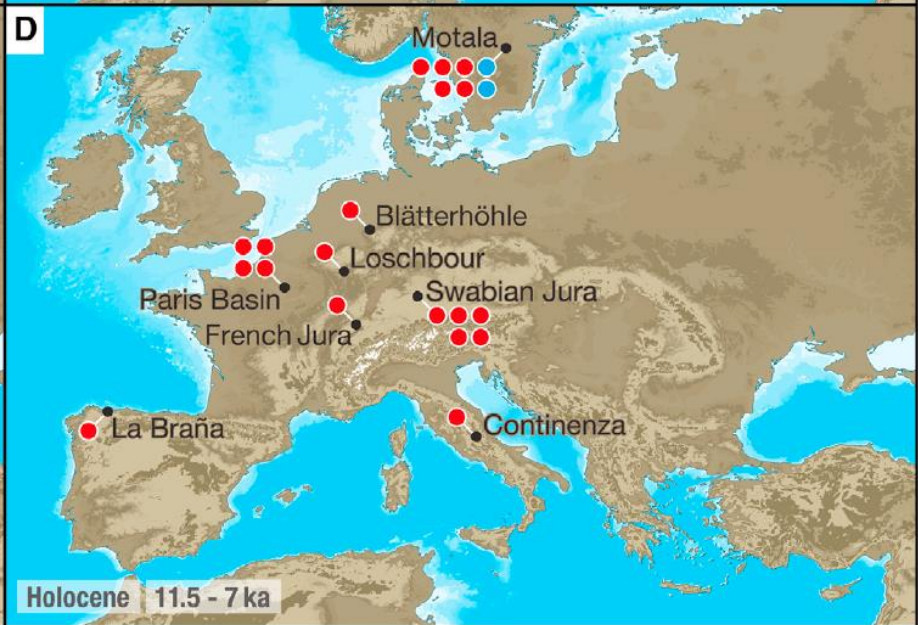 D
Motala
Blätterhöhle
Loschbour
Swabian Jura
Paris Basin
French Jura
La Braña
Continenza
Holocene 11.5 - 7 ka